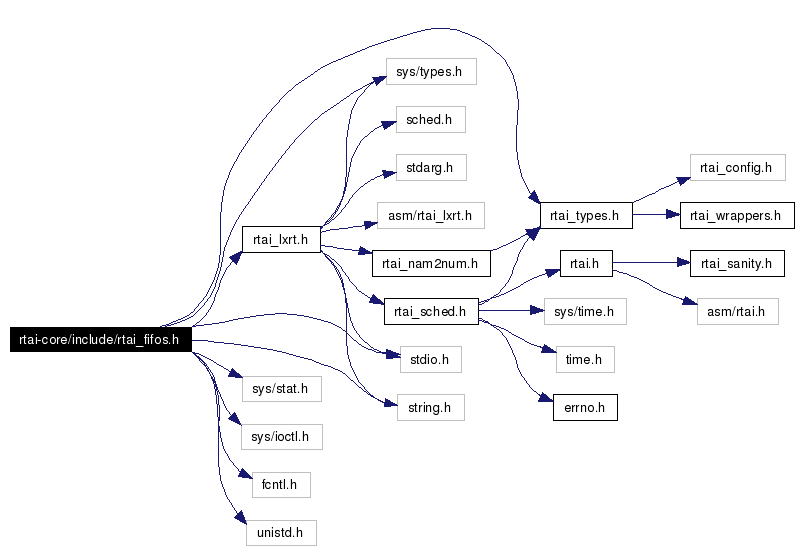 sys/types.h
sched.h
stdarg.h
rtai_config.h
asm/rtai_lxrt.h
rtai_types.h
rtai_wrappers.h
rtai_lxrt.h
rtai_nam2num.h
rtai.h
rtai_sanity.h
rtai_sched.h
sys/time.h
asm/rtai.h
rtai-core/include/rtai_fifos.h
stdio.h
time.h
sys/stat.h
string.h
errno.h
sys/ioctl.h
fcntl.h
unistd.h